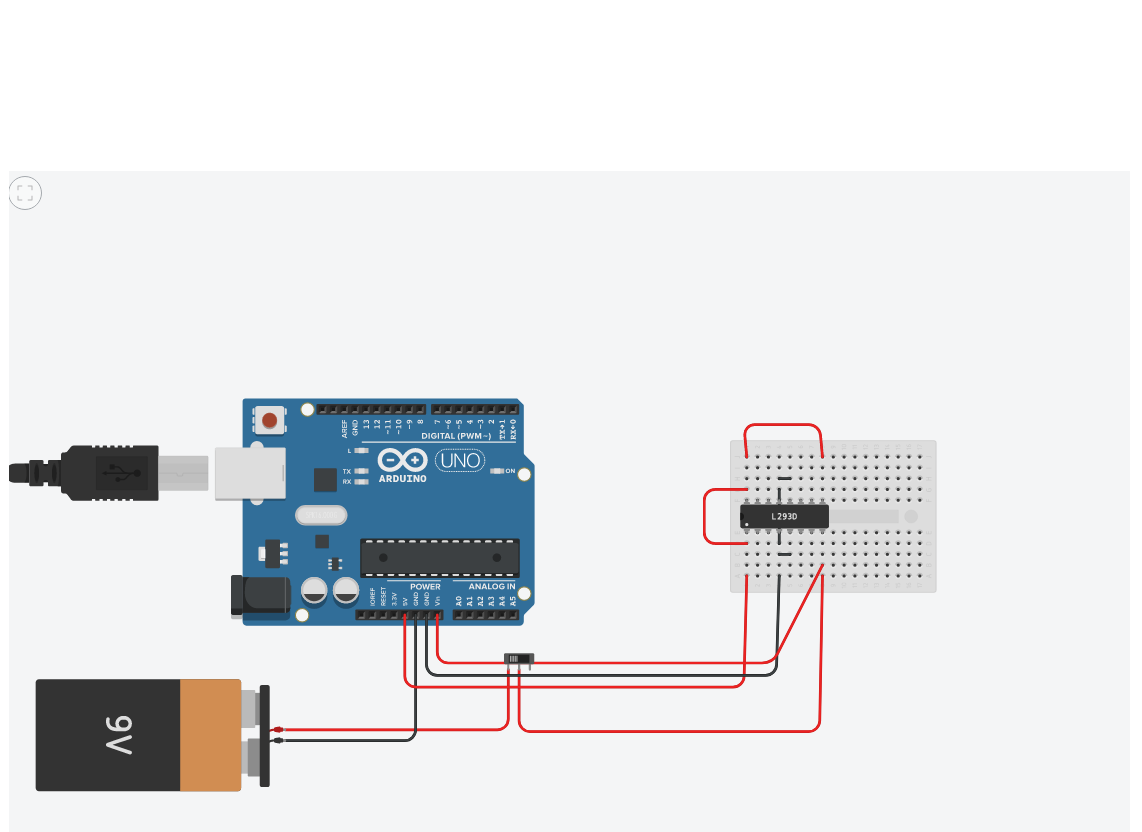 AREF
GND
13
12
~11
~10
~9
8
7
~6
~5
4
~3
2
TX→1
RX←0
DIGITAL (PWM~)
L
TX
RX
UNO
ON
ARDUINO
L293D
POWER
ANALOG IN
IOREF
RESET
3.3V
5V
GND
GND
Vin
A0
A1
A2
A3
A4
A5
9V